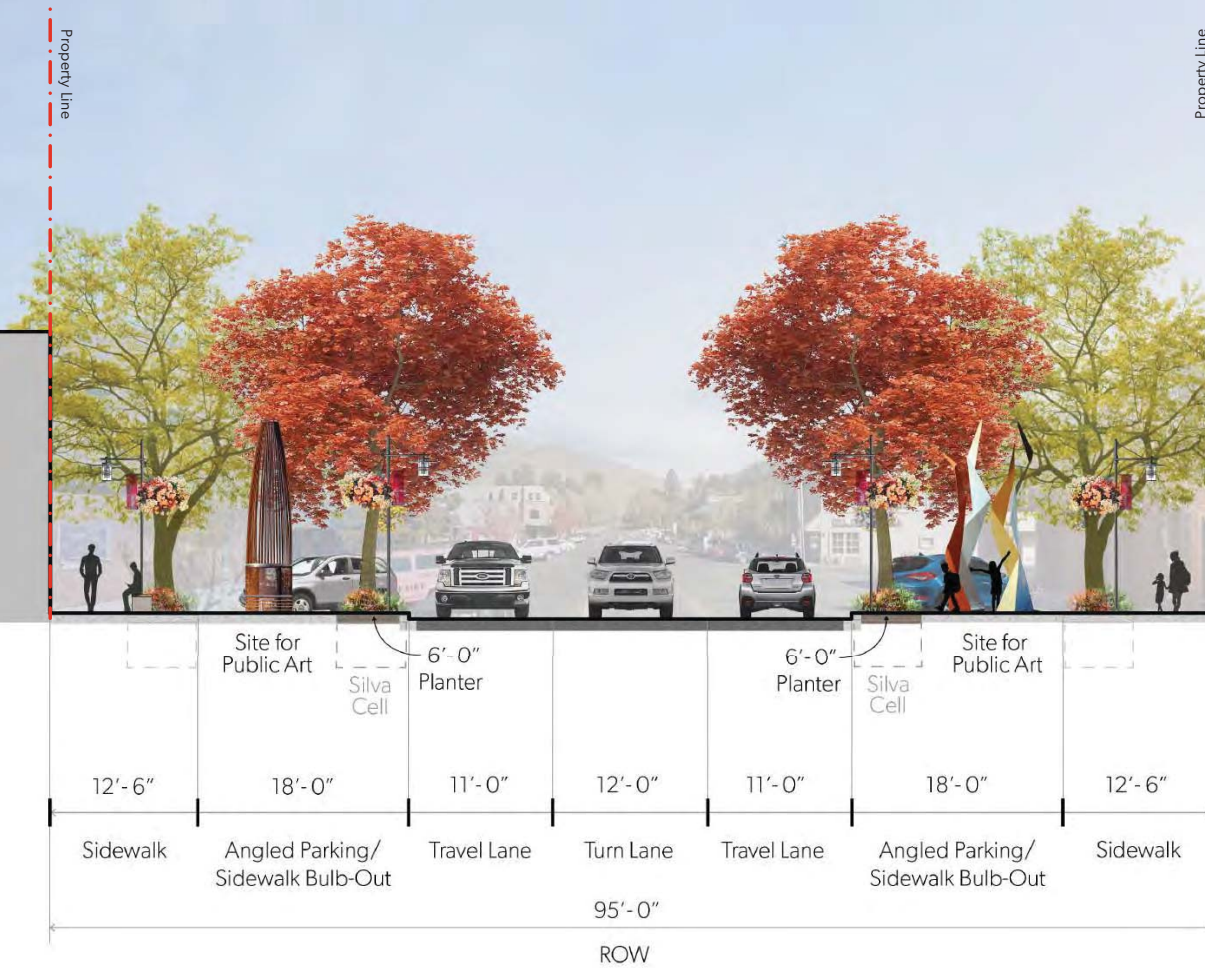 Property Line
Property Line
Site for
Public Art
6'-0"
Planter
Silva
Cell
6'-0"
Planter
Silva
Cell
Site for
Public Art
12'-6"
18'-0"
11'-0"
12'-0"
11'-0"
18'-0"
12'-6"
Sidewalk
Angled Parking/
Sidewalk Bulb-Out
Travel Lane
Turn Lane
Travel Lane
Angled Parking/
Sidewalk Bulb-Out
Sidewalk
95'-0"
ROW